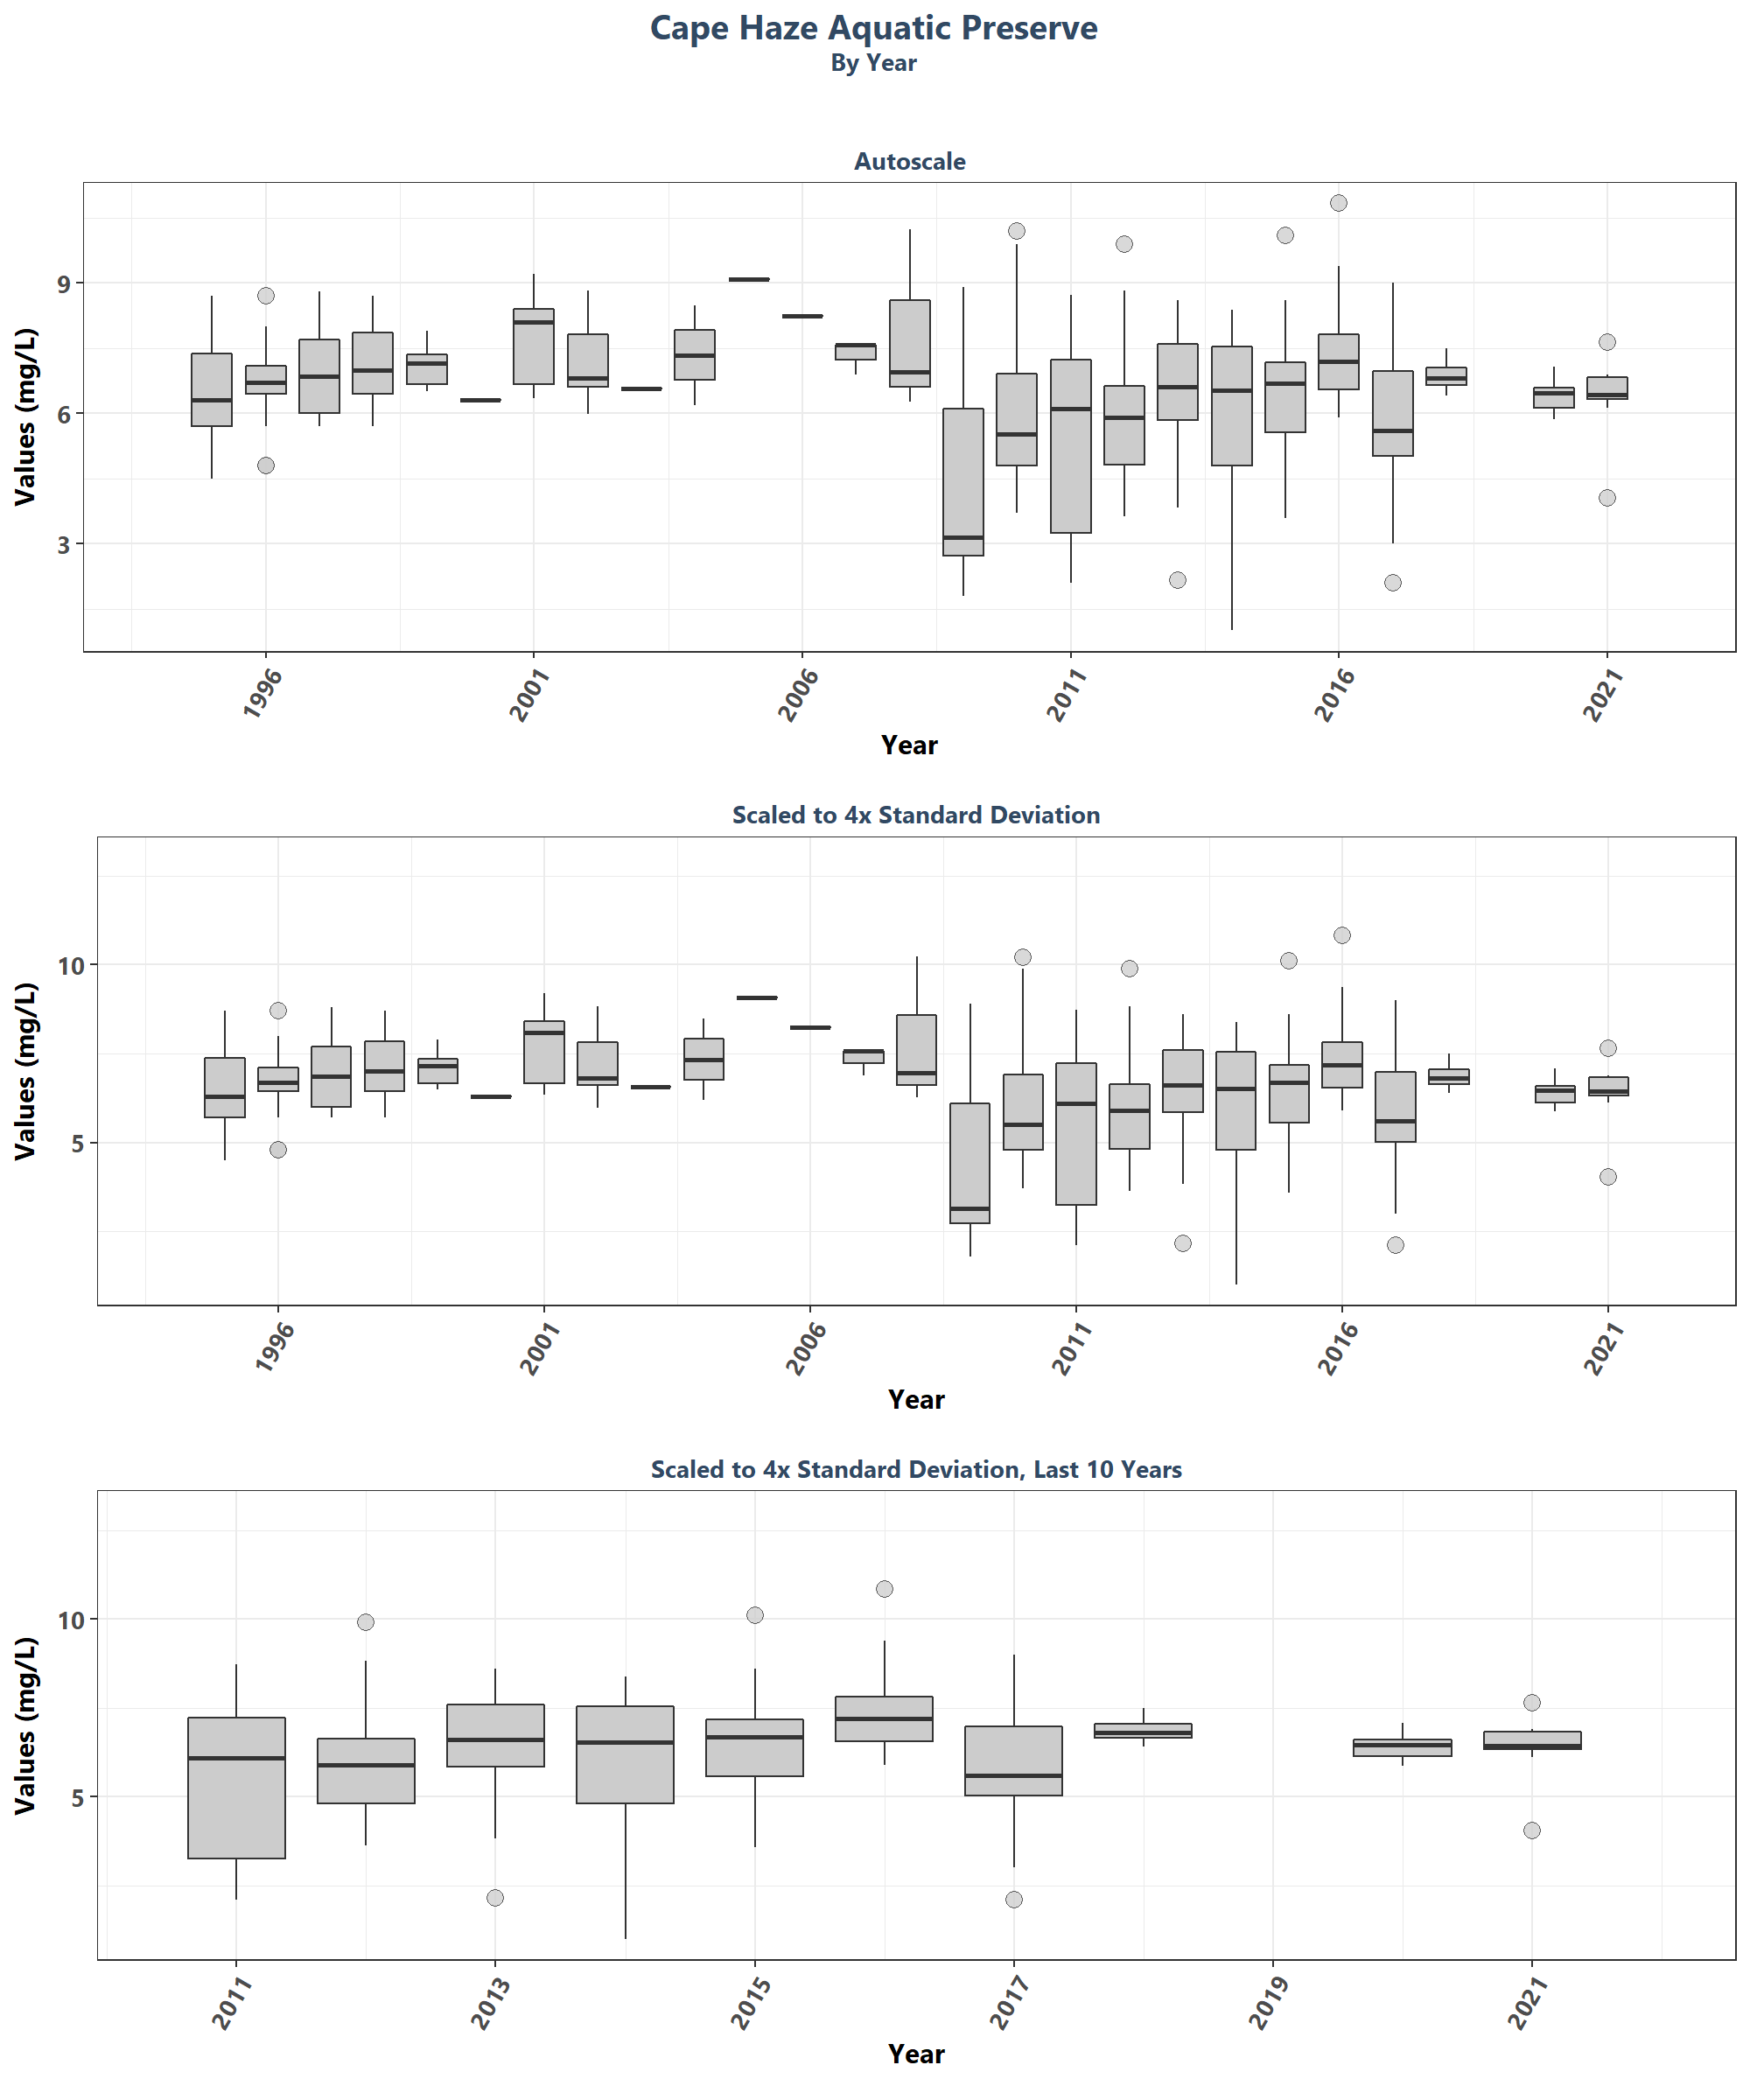 Cape Haze Aquatic Preserve
By Year
Autoscale
Values (mg/L)
9
6
3
1996
2001
2006
2011
2016
2021
Year
Scaled to 4x Standard Deviation
Values (mg/L)
10
5
1996
2001
2006
2011
2016
2021
Year
Scaled to 4x Standard Deviation, Last 10 Years
Values (mg/L)
10
5
2011
2013
2015
2017
2019
2021
Year